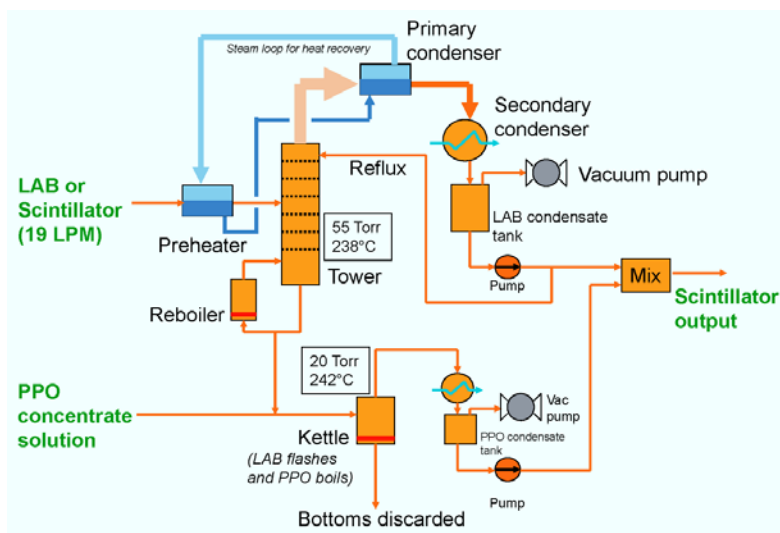 Primary
condenser
Steam loop for heat recovery
Secondary
condenser
Reflux
Vacuum pump
LAB or
Scintillator
(19 LPM)
Preheater
55 Torr
238°C
Tower
LAB condensate
tank
Pump
Mix
Scintillator
output
Reboiler
20 Torr
242°C
PPO
concentrate
solution
Kettle
(LAB flashes
and PPO boils)
Vac
pump
PPO condensate
tank
Pump
Bottoms discarded